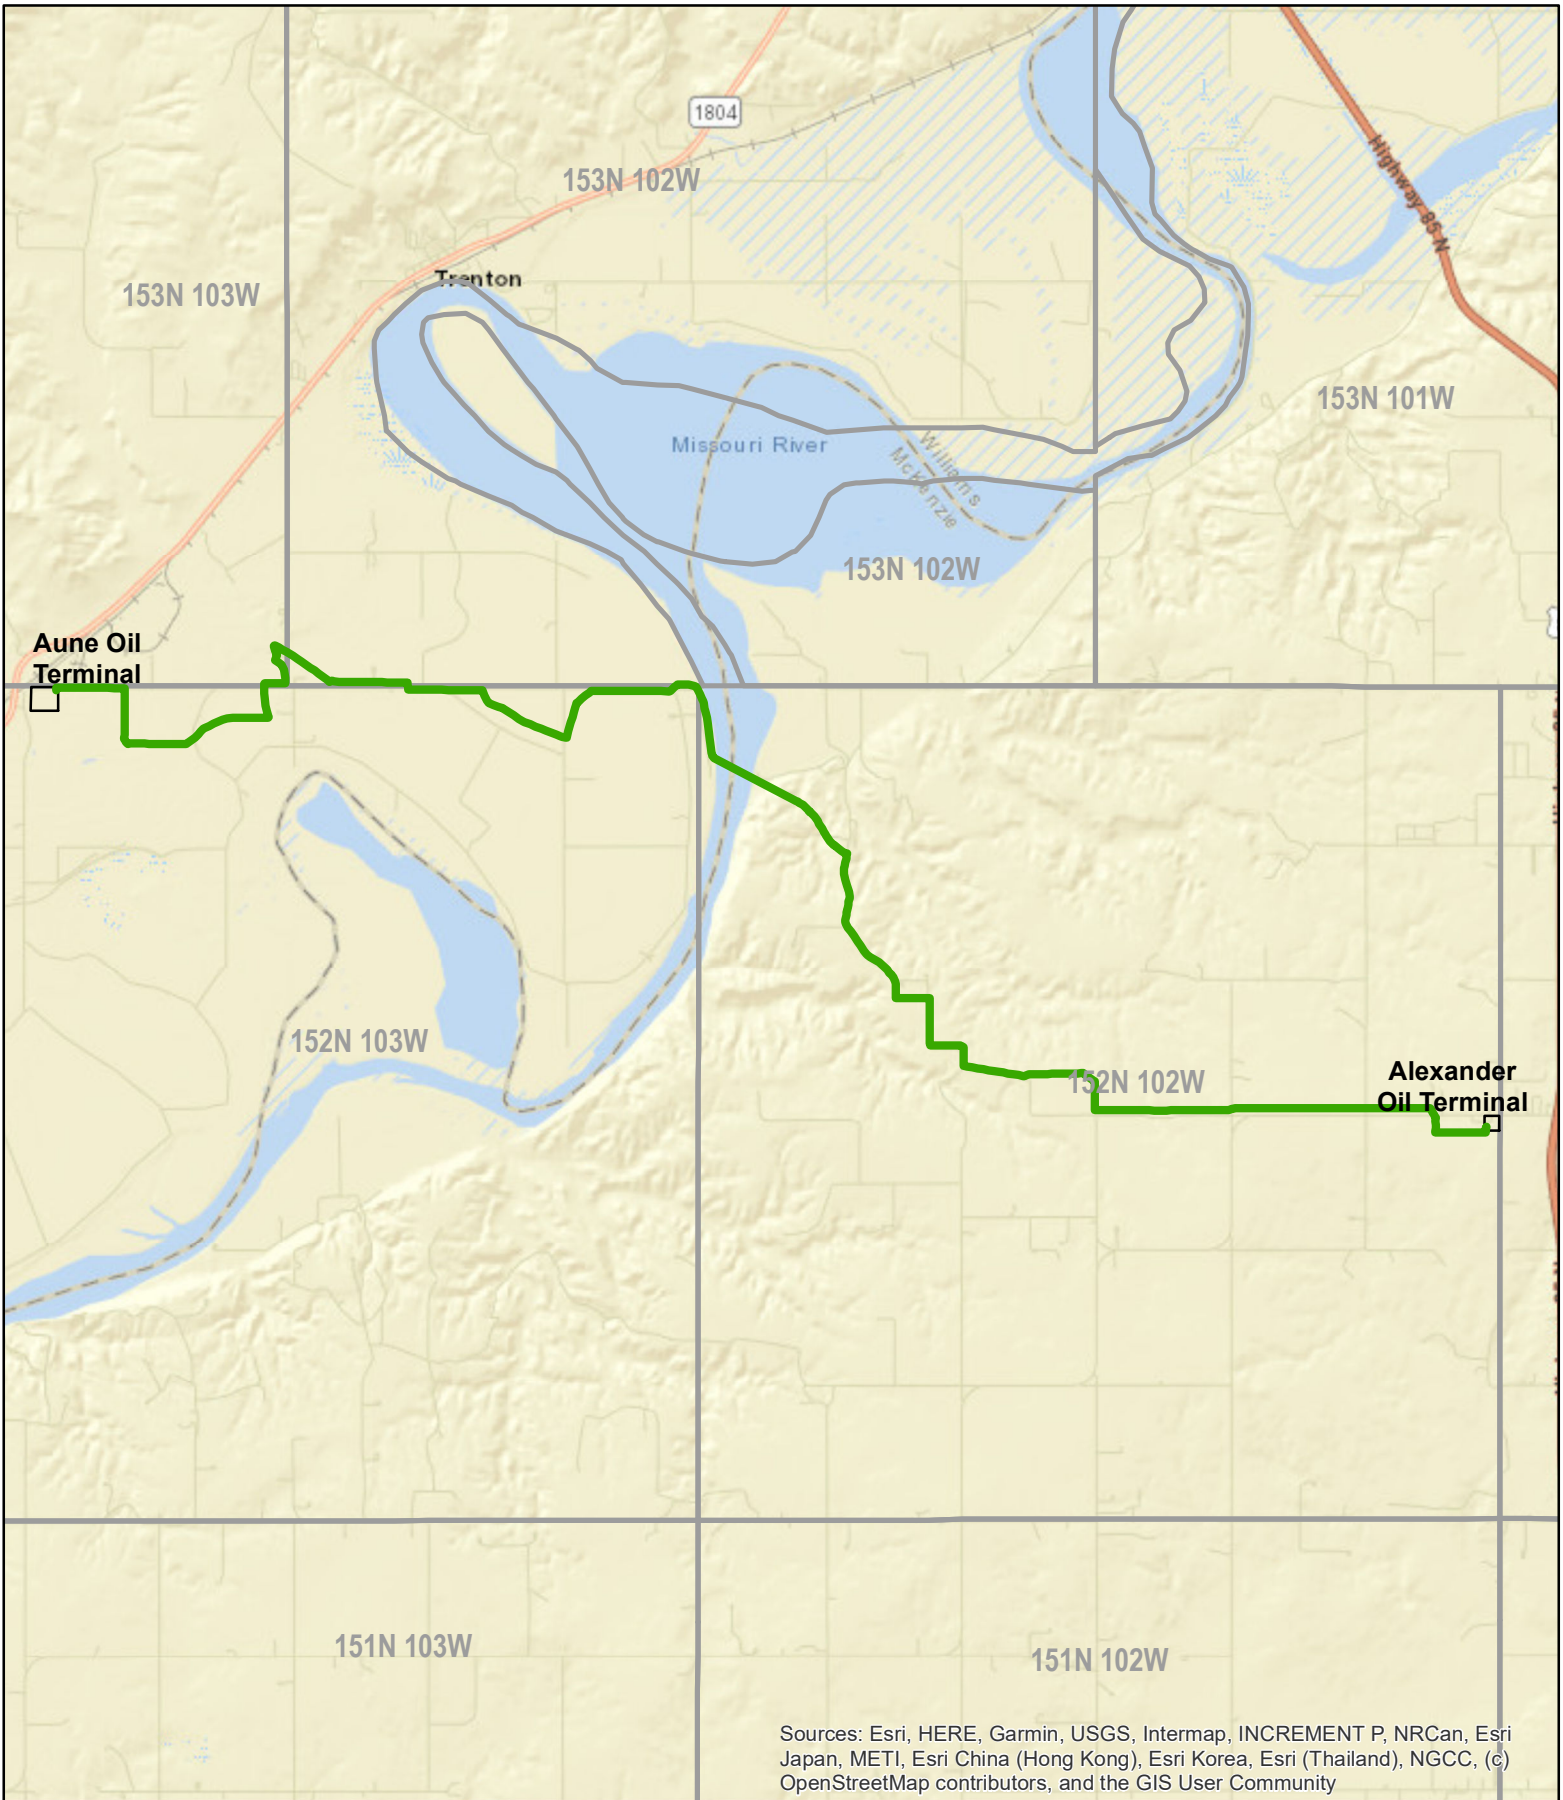 1804
153N 102W
Highway 85 N
Trenton
153N 103W
153N 101W
Missouri River
Williams
McKenzie
153N 102W
Aune Oil
Terminal
152N 103W
152N 102W
Alexander
Oil Terminal
151N 103W
151N 102W
Sources: Esri, HERE, Garmin, USGS, Intermap, INCREMENT P, NRCan, Esri
Japan, METI, Esri China (Hong Kong), Esri Korea, Esri (Thailand), NGCC, (c)
OpenStreetMap contributors, and the GIS User Community